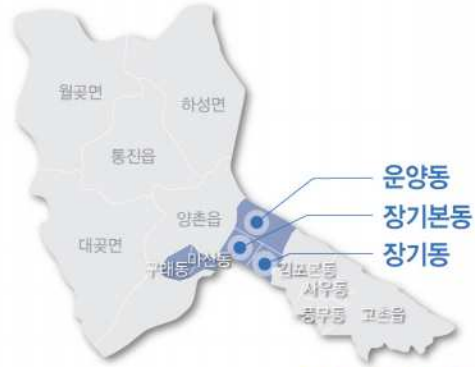 월곶면
하성면
통진읍
운양동
장기본동
양촌읍
대곶면
장기동
구래동
마산동
김포본동
사우동
풍무동
고촌읍